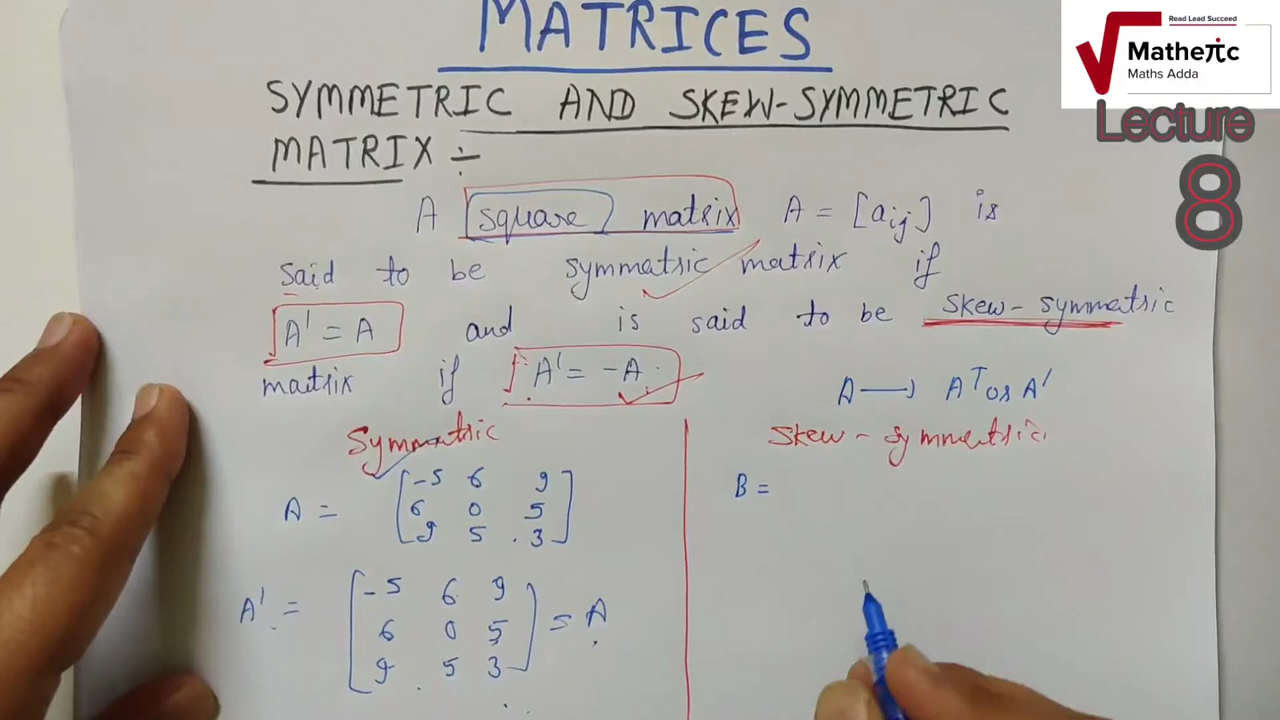 MATRICES
Read Lead Succeed
Matheπc
Maths Adda
Lecture
8
SYMMETRIC AND SKEW-SYMMETRIC
MATRIX ÷
A square matrix A = [aij] is
said to be symmatric matrix if
A' = A and is said to be skew-symmatric
matrix if A' = -A
A → A^T or A'
Symmatric
Skew-symmetric
A = [-5 6 9
6 0 5
9 5 3]
B =
A' = [-5 6 9
6 0 5
9 5 3] = A